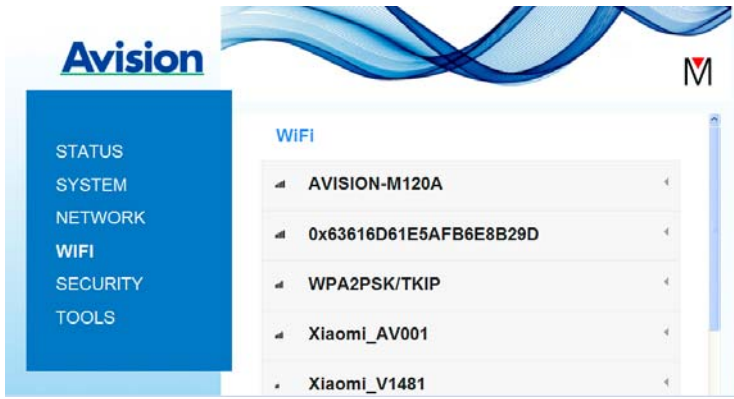 Avision
M
STATUS
SYSTEM
NETWORK
WIFI
SECURITY
TOOLS
WiFi
AVISION-M120A
0x63616D61E5AFB6E8B29D
WPA2PSK/TKIP
Xiaomi_AV001
Xiaomi_V1481